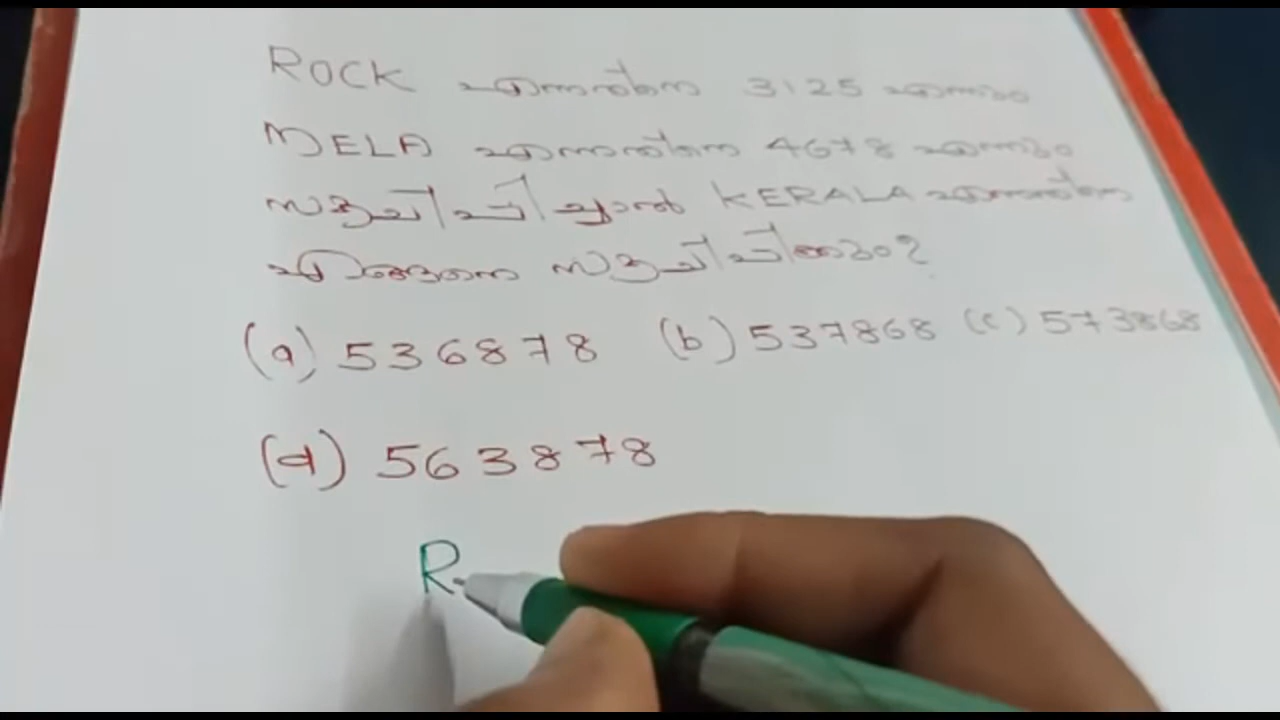 ROCK എന്നതിനെ 3125 എന്നും
MELA എന്നതിനെ 4678 എന്നും
സൂചിപ്പിച്ചാൽ KERALA എന്നതിനെ
എങ്ങനെ സൂചിപ്പിക്കും?
(a) 536878 (b) 537868 (c) 573868
(d) 563878
R